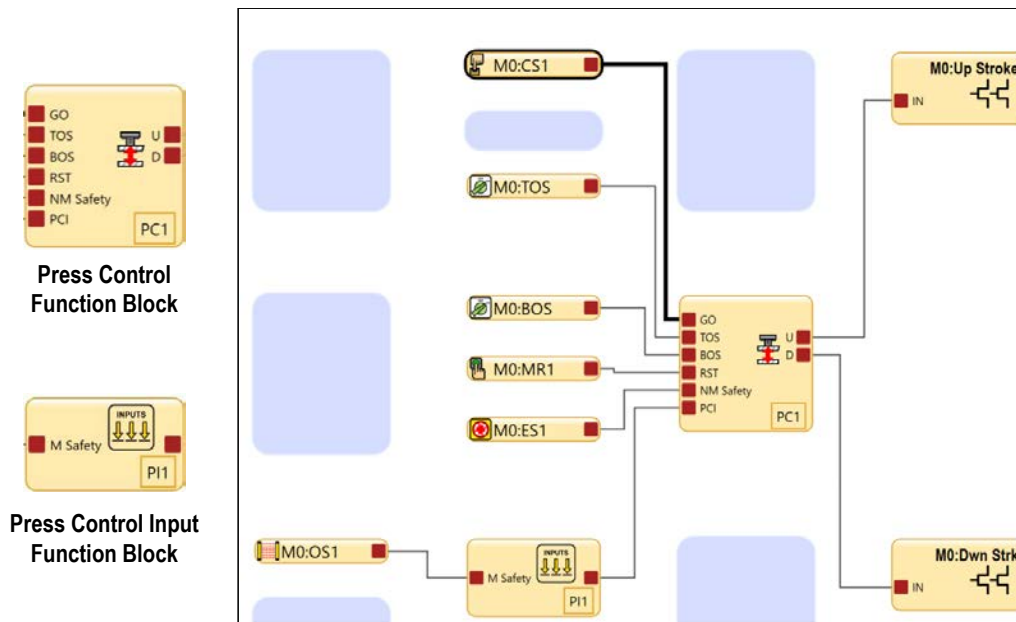 GO
TOS
BOS
RST
NM Safety
PCI
U
D
PC1
Press Control
Function Block
INPUTS
M Safety
PI1
Press Control Input
Function Block
M0:CS1
M0:TOS
M0:BOS
M0:MR1
M0:ES1
M0:OS1
INPUTS
M Safety
PI1
GO
TOS
BOS
RST
NM Safety
PCI
U
D
PC1
M0:Up Stroke
IN
M0:Dwn Strk
IN